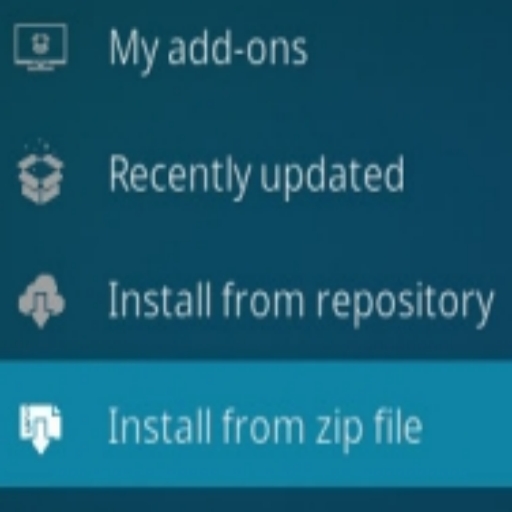 My add-ons
Recently updated
Install from repository
Install from zip file